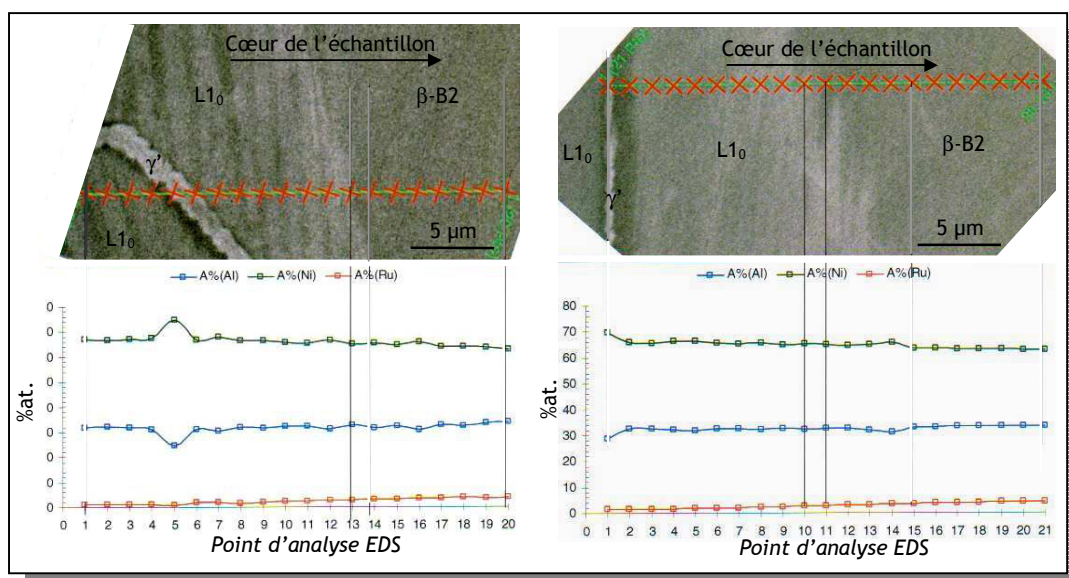 Cœur de l'échantillon
L1₀
β-B2
γ'
L1₀
5 µm
A%(Al) A%(Ni) A%(Ru)
%at.
0
0
0
0
0
0
0
0
0
0 1 2 3 4 5 6 7 8 9 10 11 12 13 14 15 16 17 18 19 20
Point d'analyse EDS
Cœur de l'échantillon
L1₀
L1₀
β-B2
γ'
5 µm
A%(Al) A%(Ni) A%(Ru)
%at.
80
70
60
50
40
30
20
10
0
0 1 2 3 4 5 6 7 8 9 10 11 12 13 14 15 16 17 18 19 20 21
Point d'analyse EDS